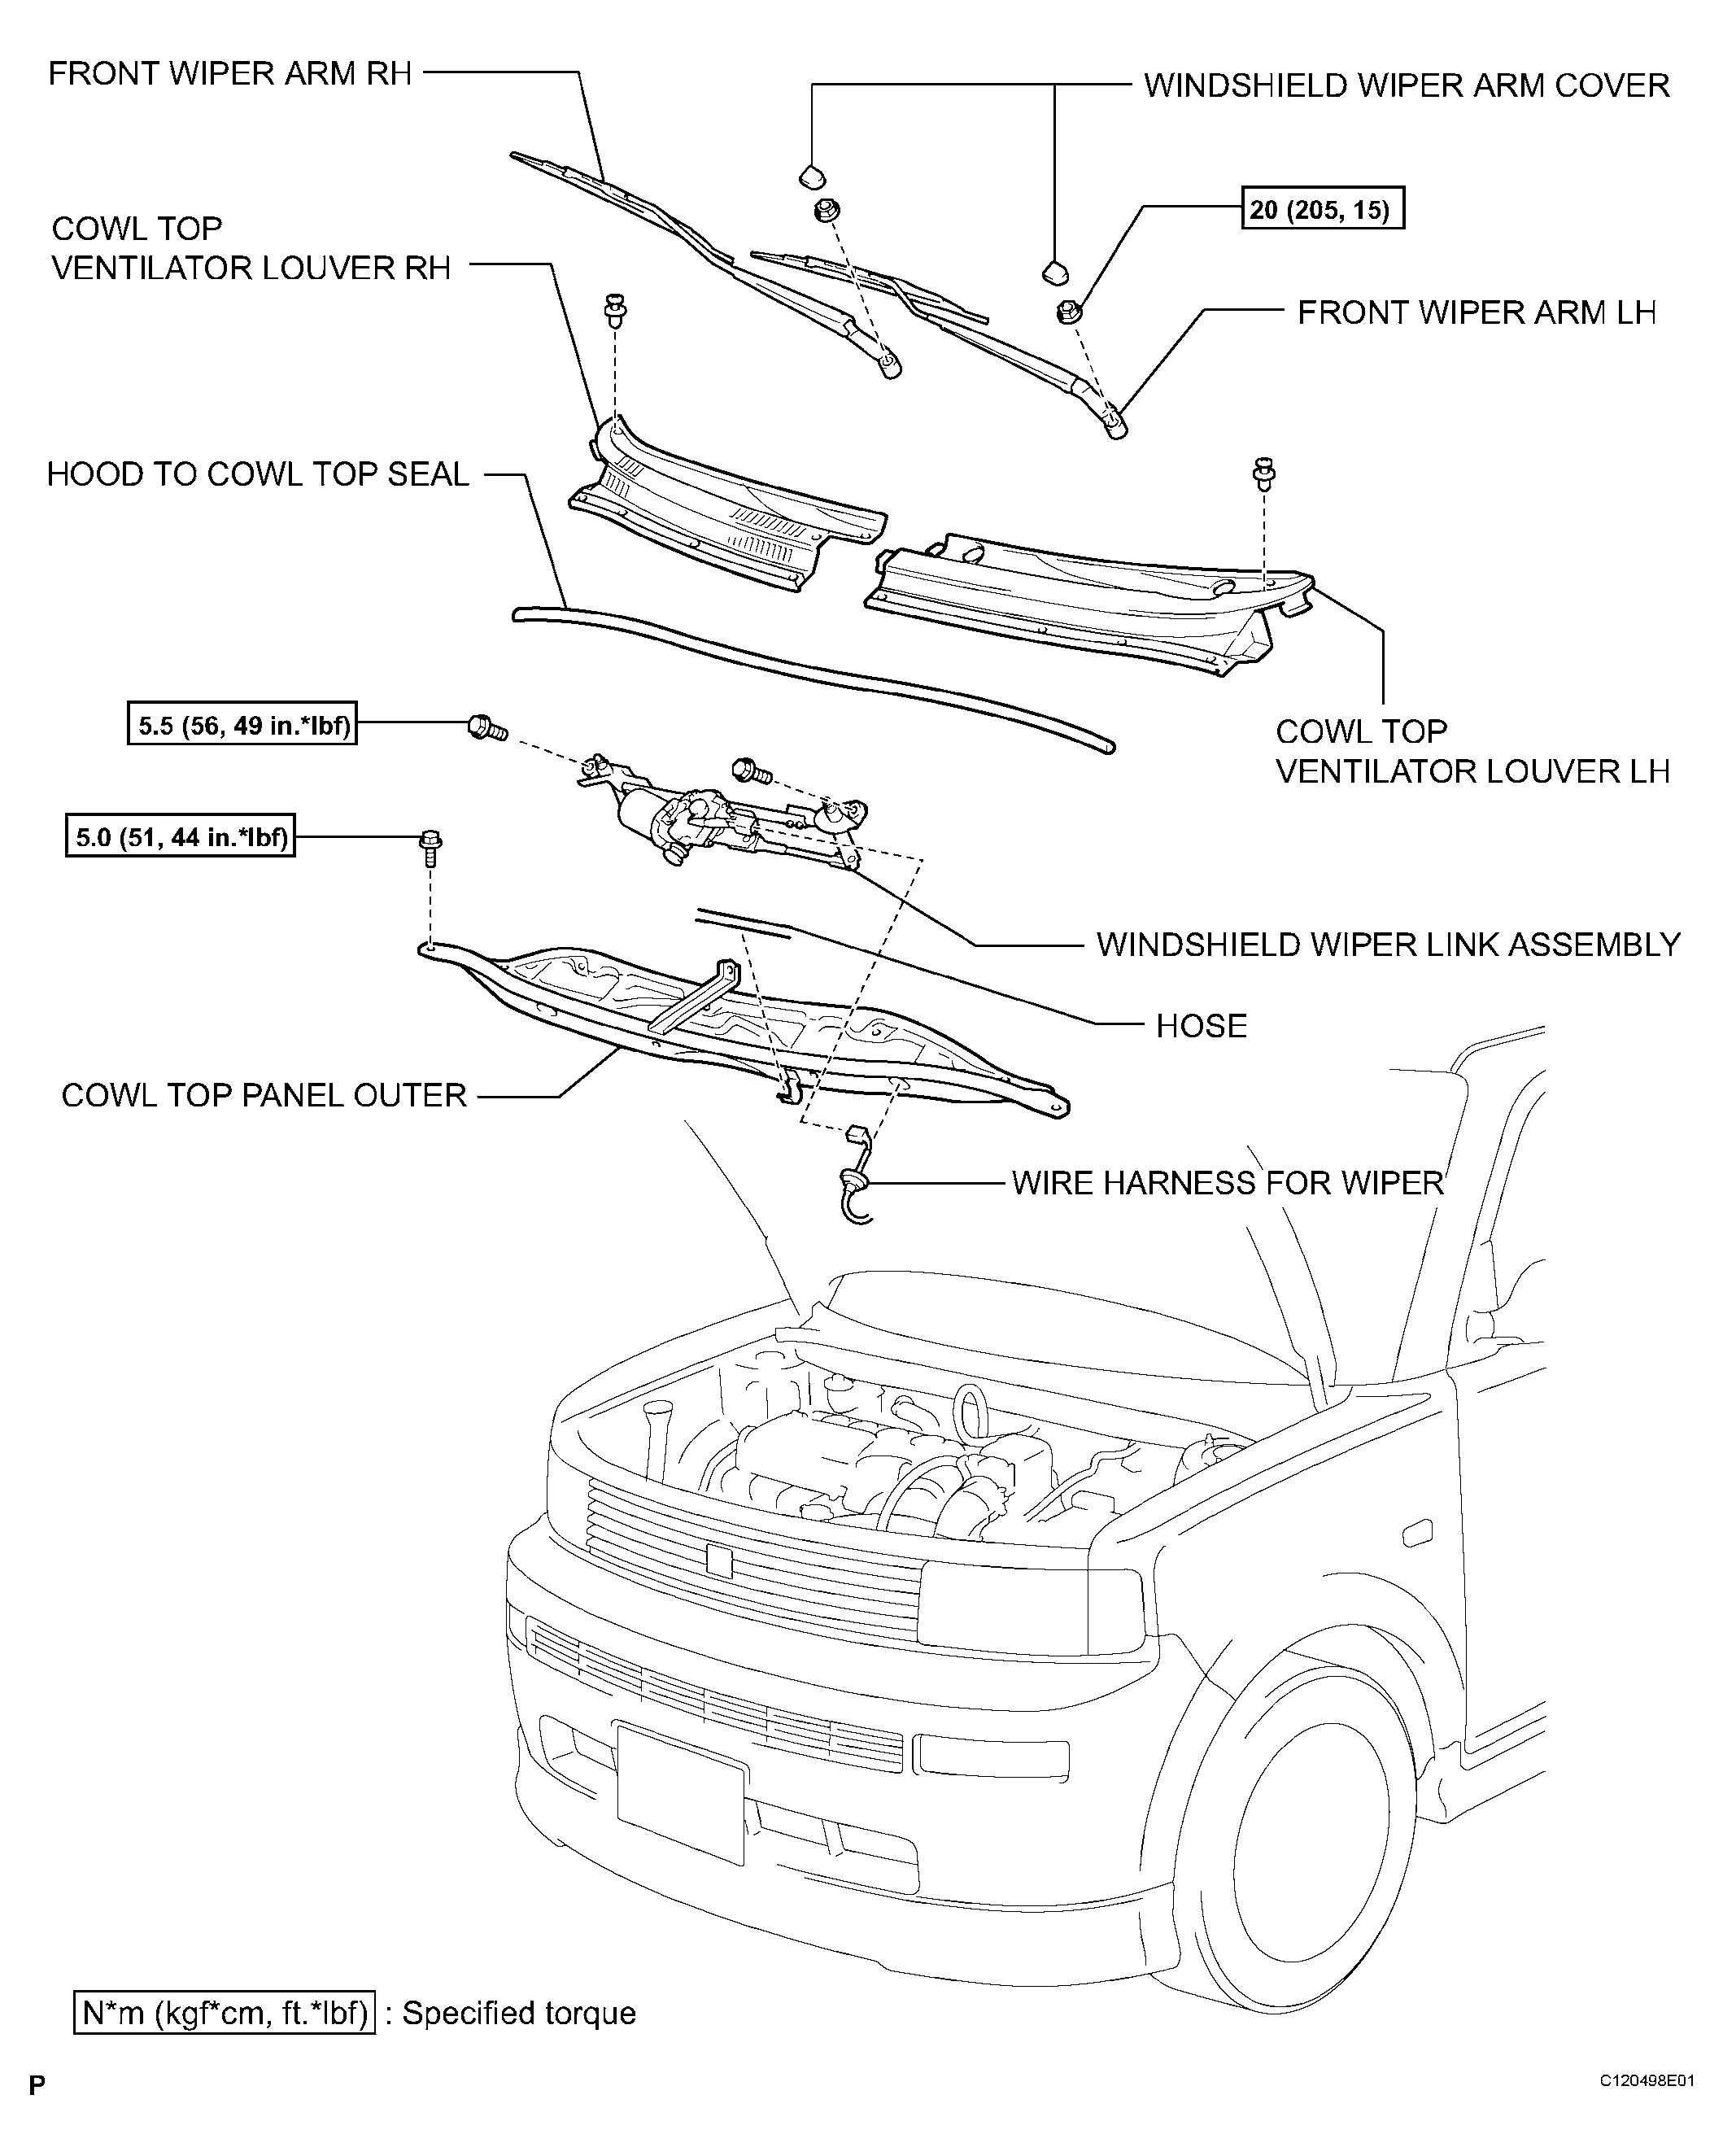 FRONT WIPER ARM RH
WINDSHIELD WIPER ARM COVER
20 (205, 15)
COWL TOP
VENTILATOR LOUVER RH
FRONT WIPER ARM LH
HOOD TO COWL TOP SEAL
5.5 (56, 49 in.*lbf)
COWL TOP
VENTILATOR LOUVER LH
5.0 (51, 44 in.*lbf)
WINDSHIELD WIPER LINK ASSEMBLY
HOSE
COWL TOP PANEL OUTER
WIRE HARNESS FOR WIPER
N*m (kgf*cm, ft.*lbf) : Specified torque
P
C120498E01